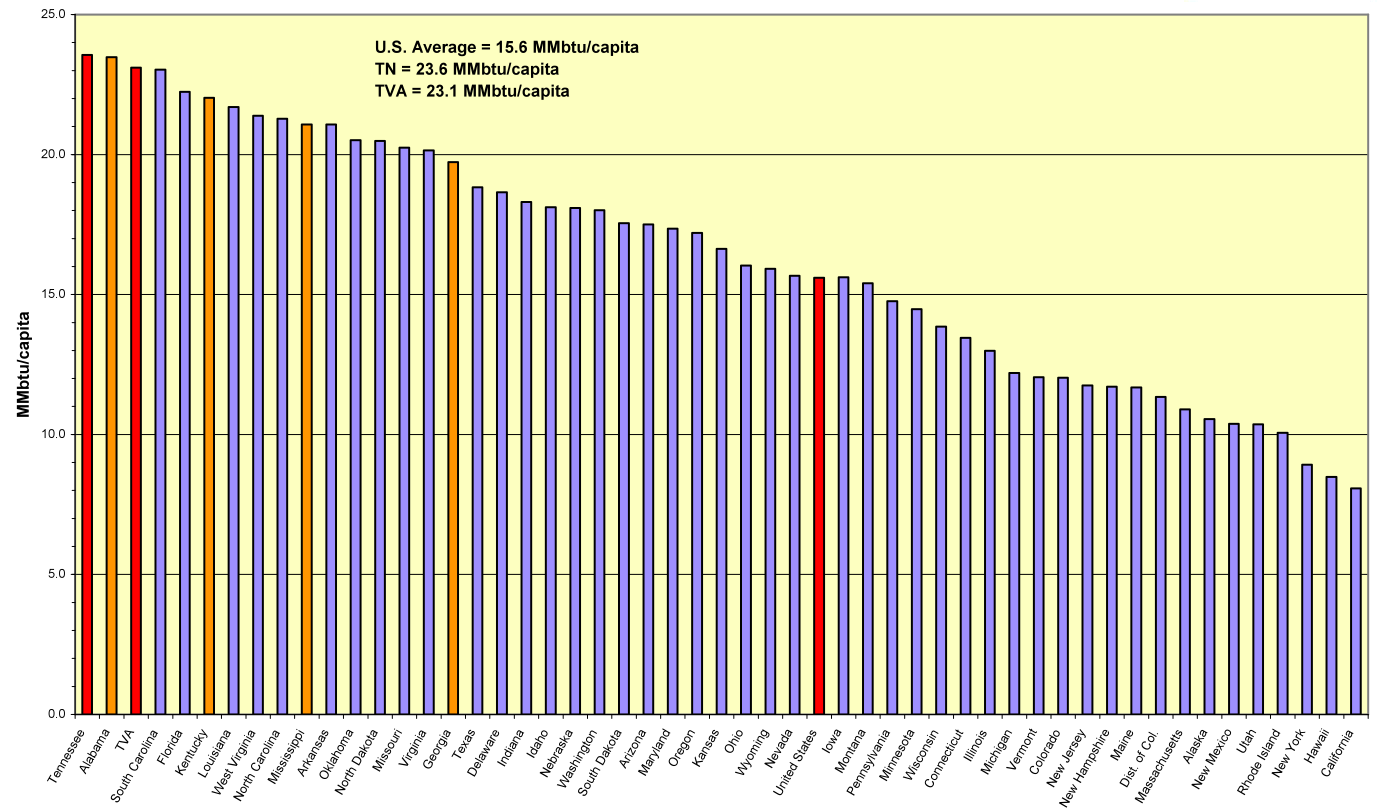 25.0
U.S. Average = 15.6 MMbtu/capita
TN = 23.6 MMbtu/capita
TVA = 23.1 MMbtu/capita
20.0
15.0
MMbtu/capita
10.0
5.0
0.0
Tennessee
Alabama
TVA
South Carolina
Florida
Kentucky
Louisiana
West Virginia
North Carolina
Mississippi
Arkansas
Oklahoma
North Dakota
Missouri
Virginia
Georgia
Texas
Delaware
Indiana
Idaho
Nebraska
Washington
South Dakota
Arizona
Maryland
Oregon
Kansas
Ohio
Wyoming
Nevada
United States
Iowa
Montana
Pennsylvania
Minnesota
Wisconsin
Connecticut
Illinois
Michigan
Vermont
Colorado
New Jersey
New Hampshire
Maine
Dist. of Col.
Massachusetts
Alaska
New Mexico
Utah
Rhode Island
New York
Hawaii
California